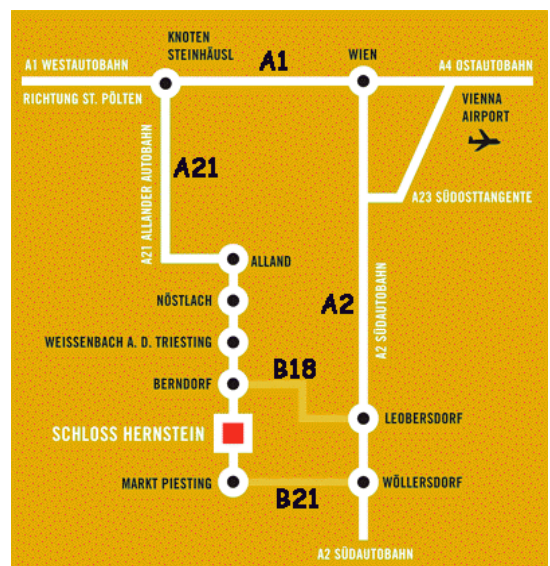 KNOTEN
STEINHÄUSL
A1
WIEN
A1 WESTAUTOBAHN
A4 OSTAUTOBAHN
RICHTUNG ST. PÖLTEN
VIENNA
AIRPORT
A21
A21 ALLANDER AUTOBAHN
A23 SÜDOSTTANGENTE
ALLAND
NÖSTLACH
A2
A2 SÜDAUTOBAHN
WEISSENBACH A. D. TRIESTING
B18
BERNDORF
LEOBERSDORF
SCHLOSS HERNSTEIN
MARKT PIESTING
B21
WÖLLERSDORF
A2 SÜDAUTOBAHN